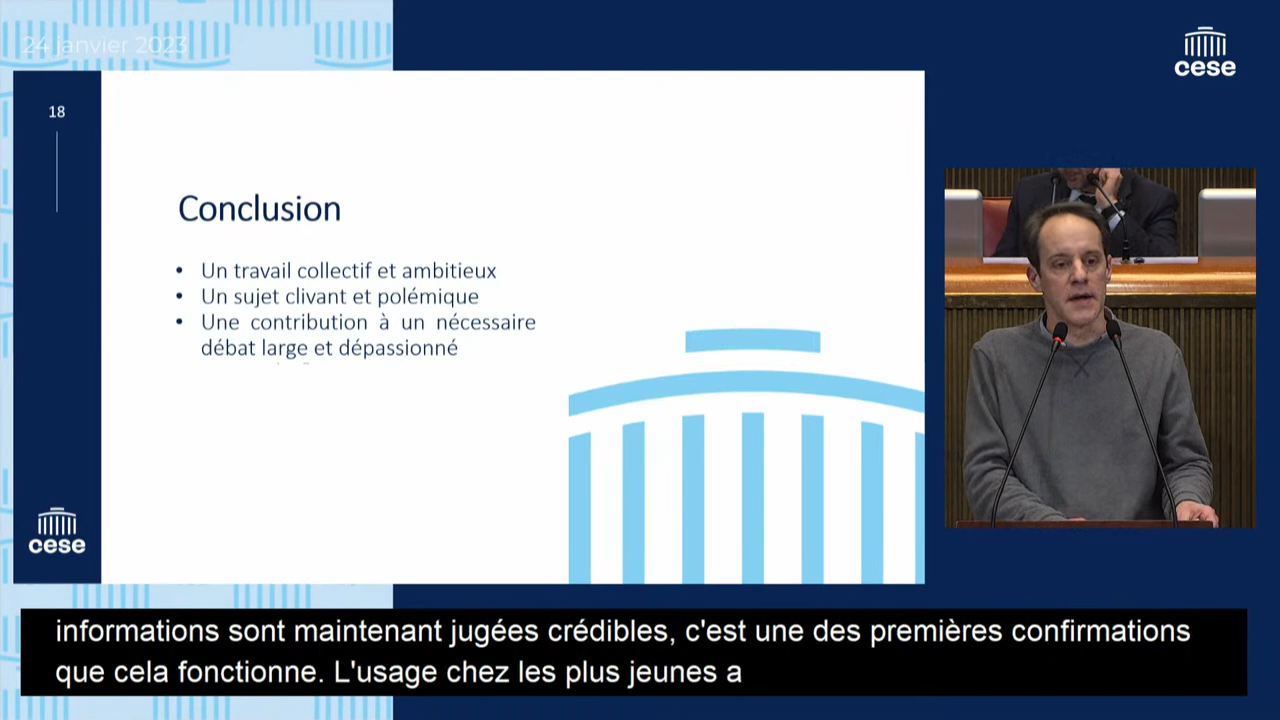 24 janvier 2023
cese
18
Conclusion
• Un travail collectif et ambitieux
• Un sujet clivant et polémique
• Une contribution à un nécessaire
débat large et dépassionné
cese
informations sont maintenant jugées crédibles, c'est une des premières confirmations
que cela fonctionne. L'usage chez les plus jeunes a